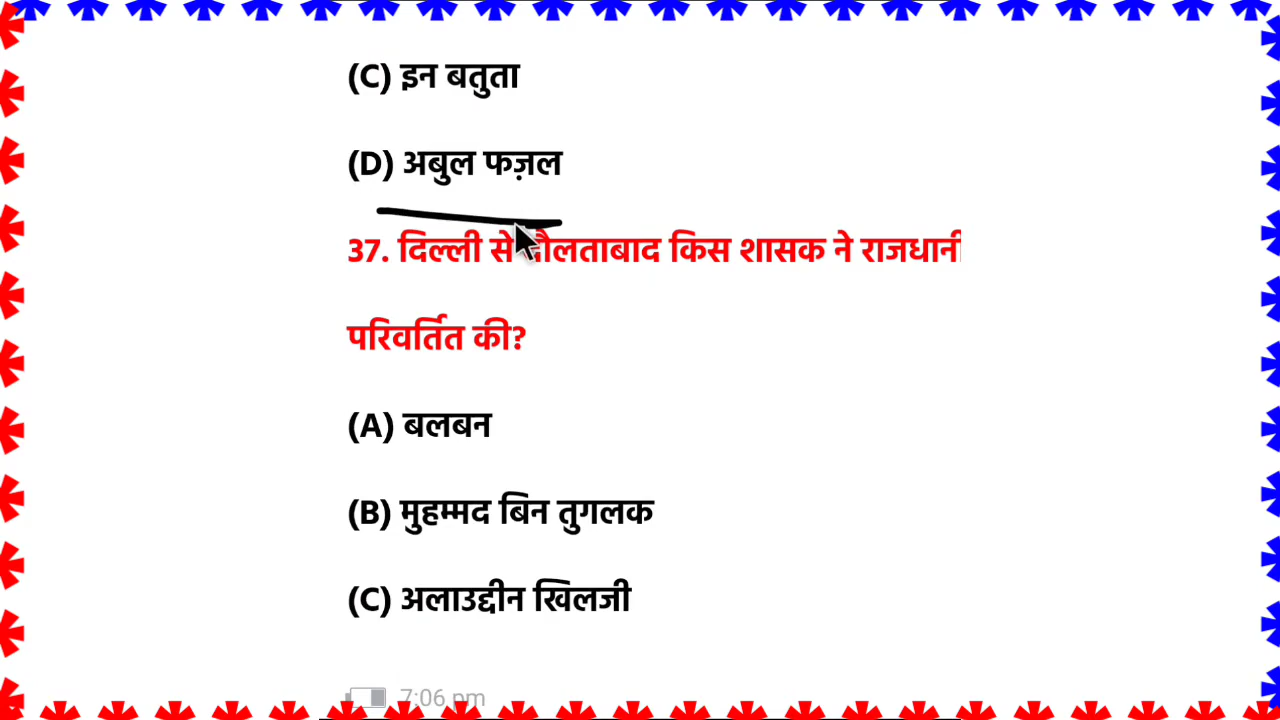 (C) इन बतुता
(D) अबुल फज़ल
37. दिल्ली से दौलताबाद किस शासक ने राजधानी
परिवर्तित की?
(A) बलबन
(B) मुहम्मद बिन तुगलक
(C) अलाउद्दीन खिलजी
7:06 pm